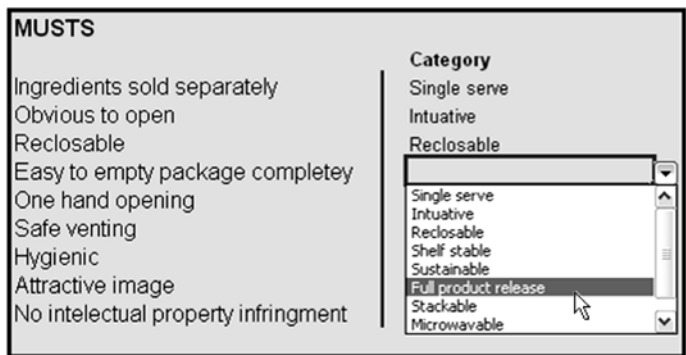 MUSTS
Category
Ingredients sold separately Single serve
Obvious to open Intuative
Reclosable Reclosable
Easy to empty package completey
One hand opening
Safe venting
Hygienic
Attractive image
No intelectual property infringment
Single serve
Intuative
Reclosable
Shelf stable
Sustainable
Full product release
Stackable
Microwavable